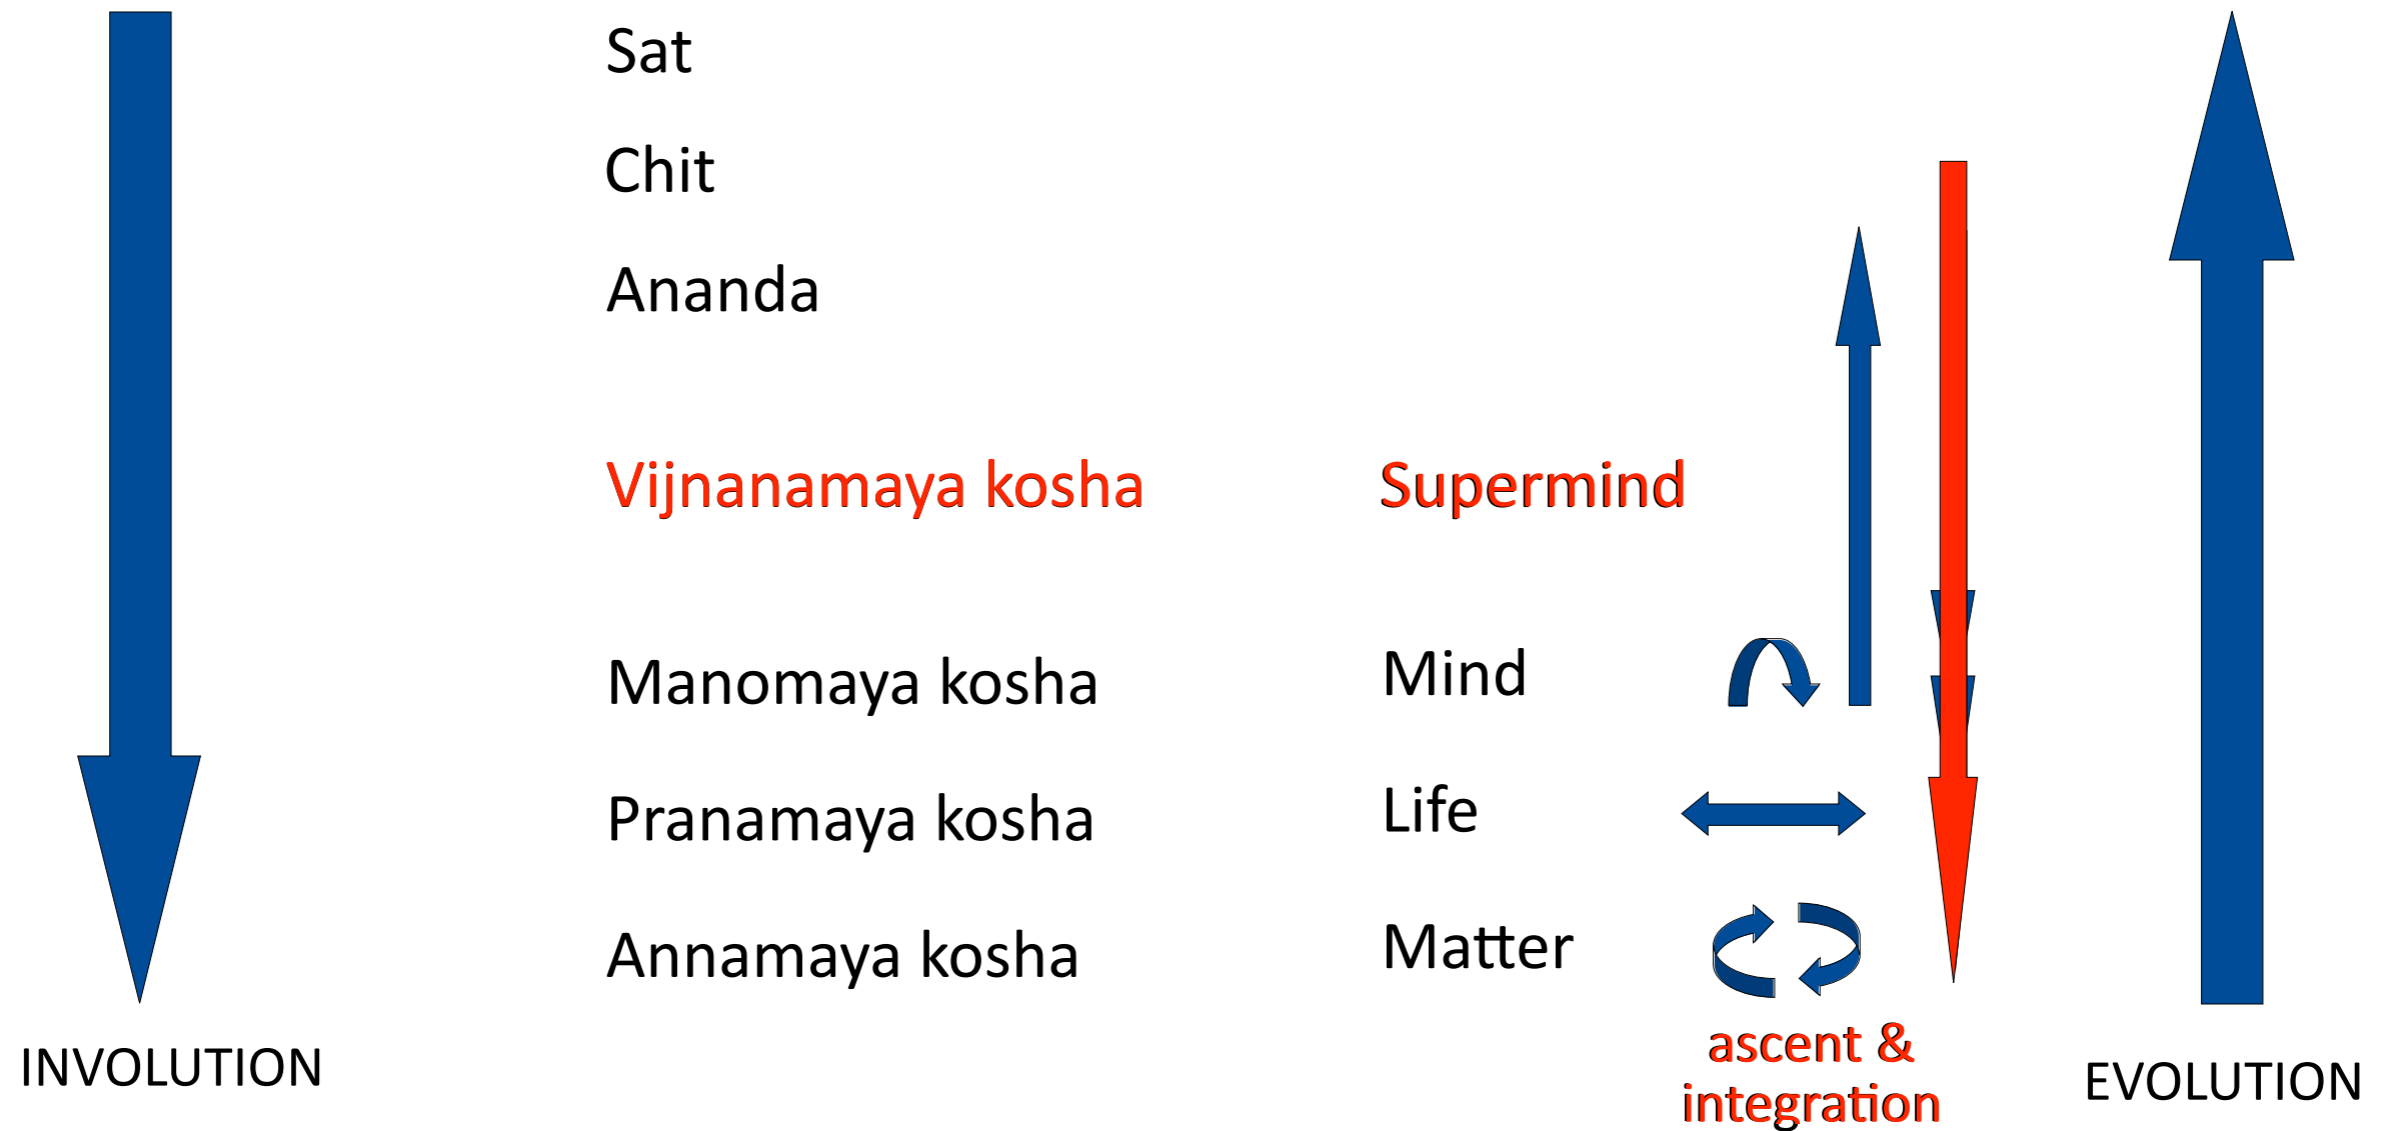 Sat
Chit
Ananda
Vijnanamaya kosha
Supermind
Manomaya kosha
Mind
Pranamaya kosha
Life
Annamaya kosha
Matter
INVOLUTION
ascent &
integration
EVOLUTION